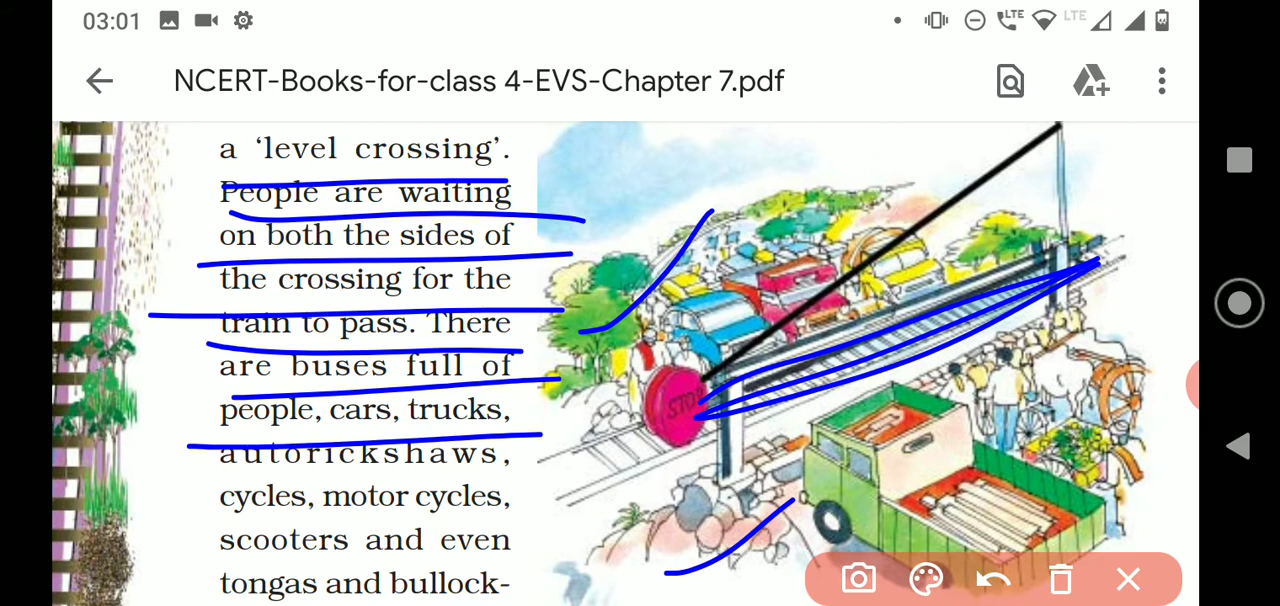 03:01
LTE
LTE
NCERT-Books-for-class 4-EVS-Chapter 7.pdf
a ‘level crossing’.
People are waiting
on both the sides of
the crossing for the
train to pass. There
are buses full of
people, cars, trucks,
autorickshaws,
cycles, motor cycles,
scooters and even
tongas and bullock-
STOP